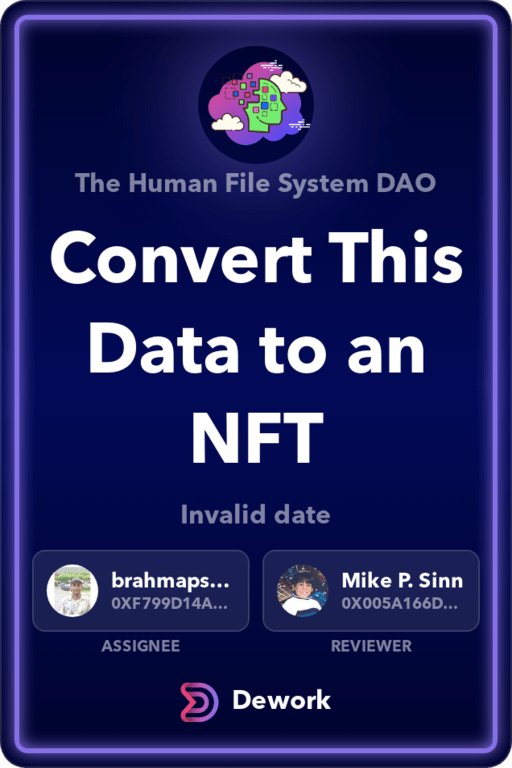 The Human File System DAO
Convert This
Data to an
NFT
Invalid date
brahmaps...
0XF799D14A...
ASSIGNEE
Mike P. Sinn
0X005A166D...
REVIEWER
Dework